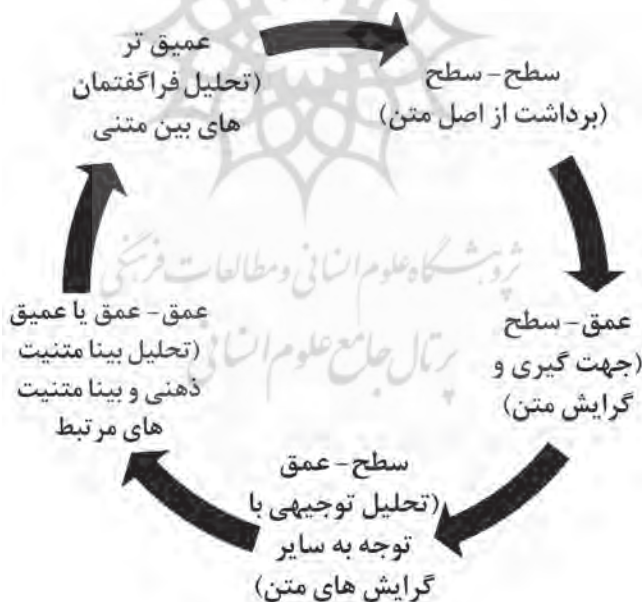 سطح - سطح
(برداشت از اصل متن)
عمق - سطح
(جهت گیری و
گرایش متن)
سطح - عمق
(تحلیل توجیهی با
توجه به سایر
گرایش های متن)
عمق - عمق یا عمیق
(تحلیل بینا متنیت
ذهنی و بینا متنیت
های مرتبط
عمیق تر
(تحلیل فراگفتمان
های بین متنی
پژوهشگاه علوم انسانی و مطالعات فرهنگی
پرتال جامع علوم انسانی